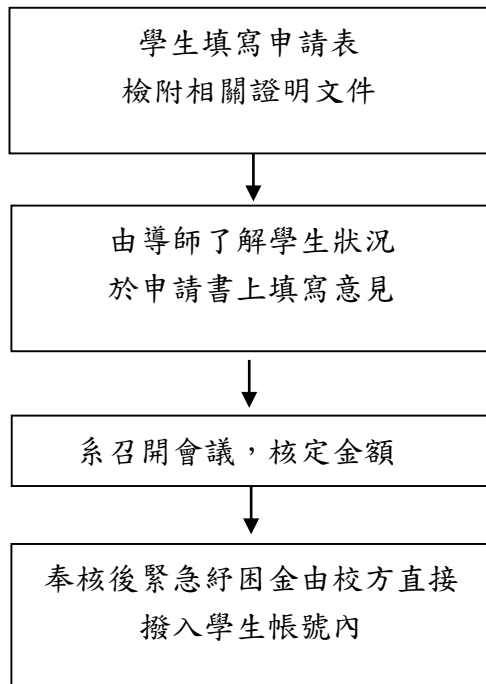 學生填寫申請表
檢附相關證明文件
由導師了解學生狀況
於申請書上填寫意見
系召開會議，核定金額
奉核後緊急紓困金由校方直接
撥入學生帳號內